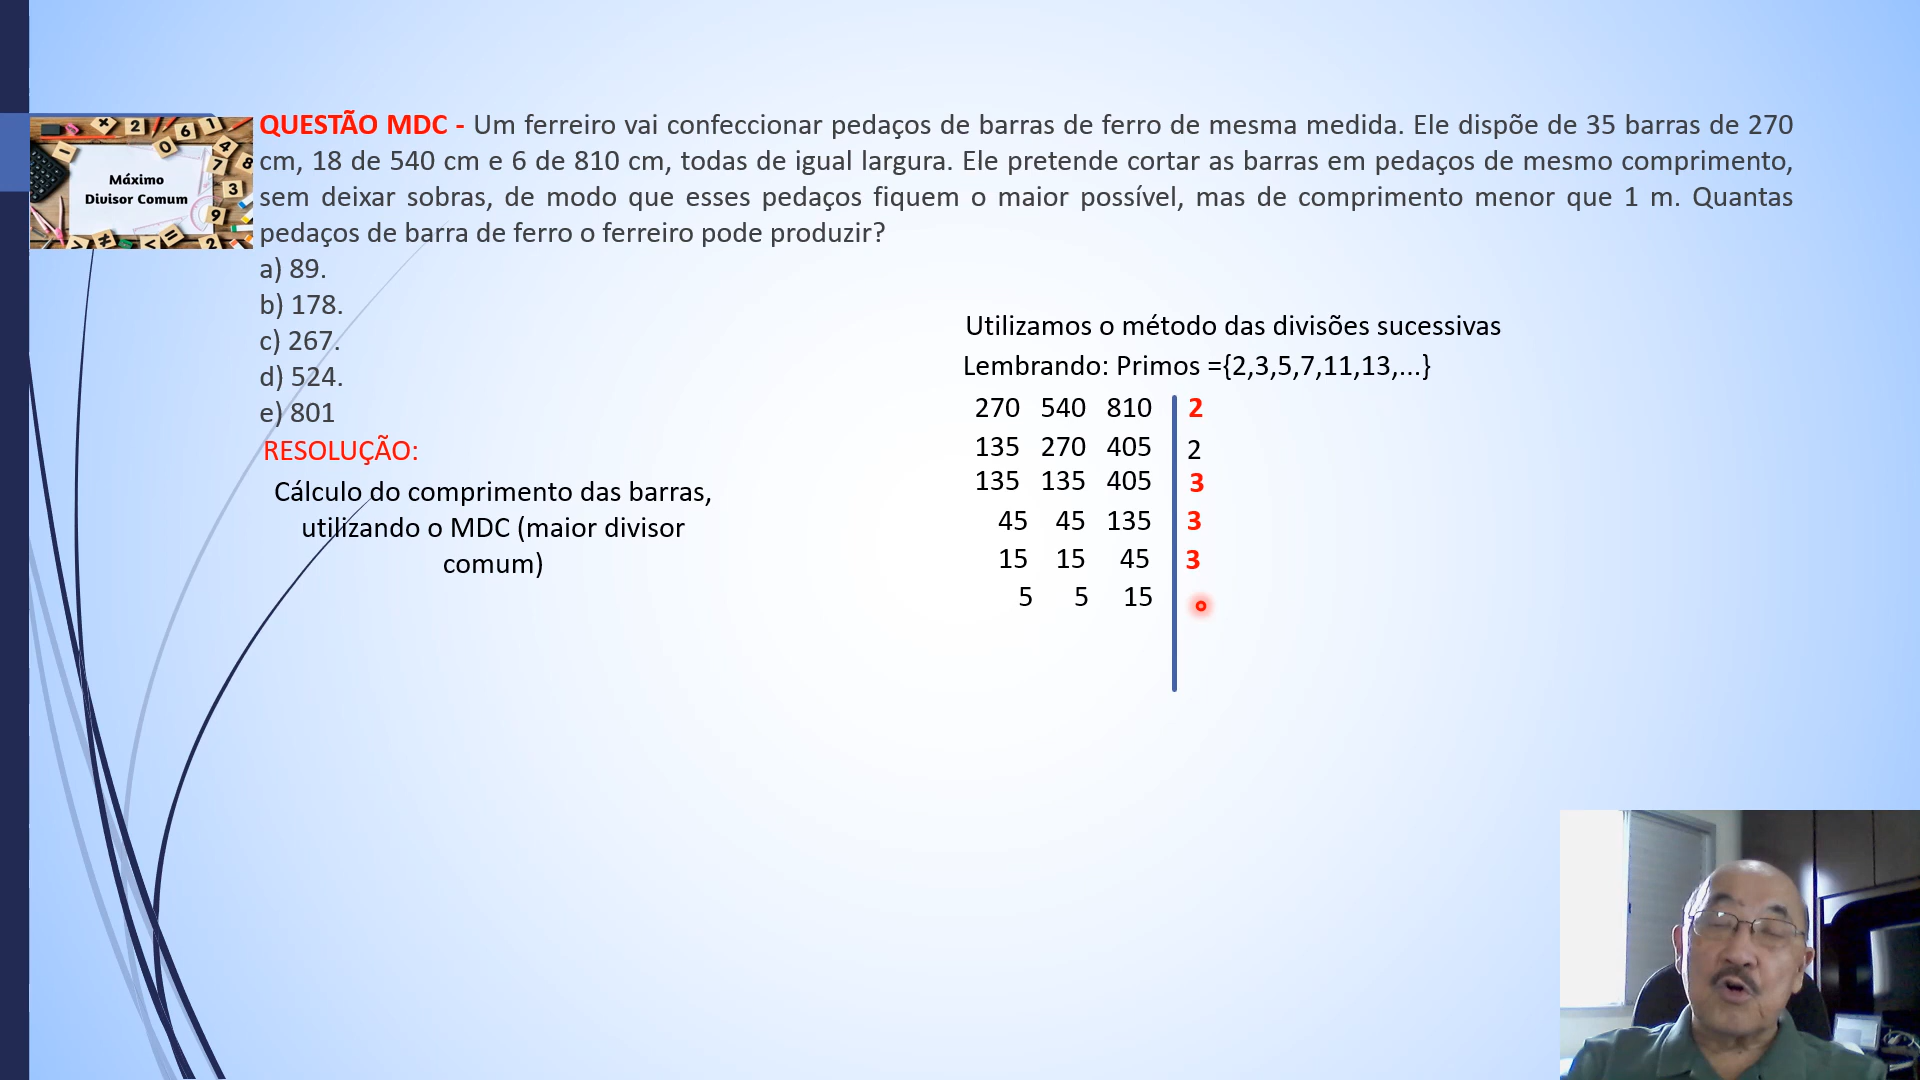 QUESTÃO MDC - Um ferreiro vai confeccionar pedaços de barras de ferro de mesma medida. Ele dispõe de 35 barras de 270
cm, 18 de 540 cm e 6 de 810 cm, todas de igual largura. Ele pretende cortar as barras em pedaços de mesmo comprimento,
sem deixar sobras, de modo que esses pedaços fiquem o maior possível, mas de comprimento menor que 1 m. Quantas
pedaços de barra de ferro o ferreiro pode produzir?
Máximo
Divisor Comum
a) 89.
b) 178.
c) 267.
d) 524.
e) 801
RESOLUÇÃO:
Cálculo do comprimento das barras,
utilizando o MDC (maior divisor
comum)
Utilizamos o método das divisões sucessivas
Lembrando: Primos ={2,3,5,7,11,13,...}
270 540 810 2
135 270 405 2
135 135 405 3
45 45 135 3
15 15 45 3
5 5 15